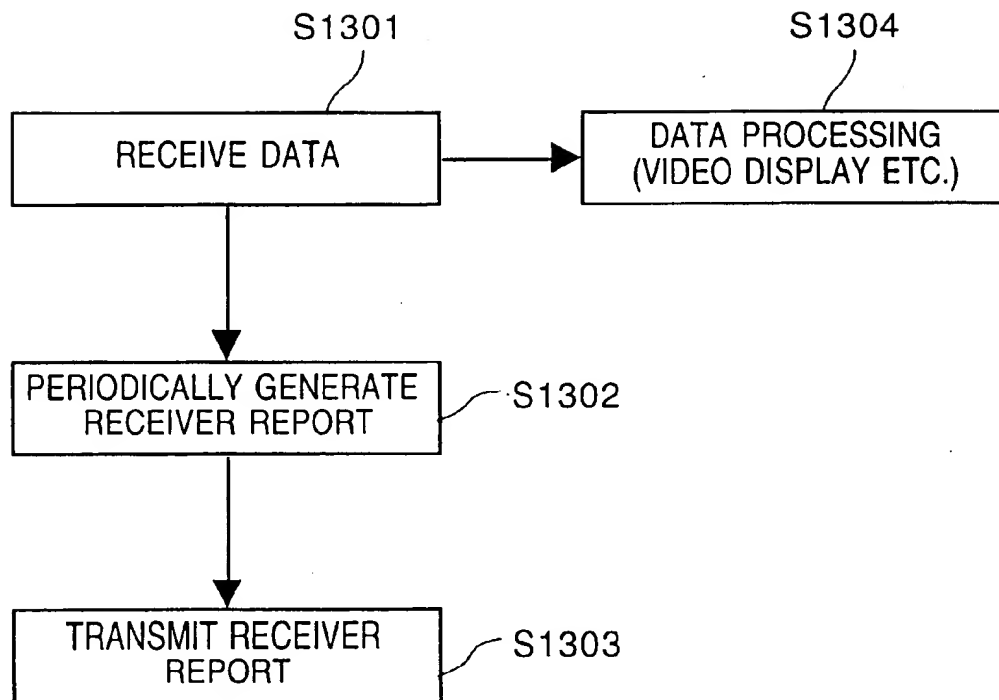 S1301
S1304
RECEIVE DATA
DATA PROCESSING
(VIDEO DISPLAY ETC.)
PERIODICALLY GENERATE
RECEIVER REPORT
S1302
TRANSMIT RECEIVER
REPORT
S1303